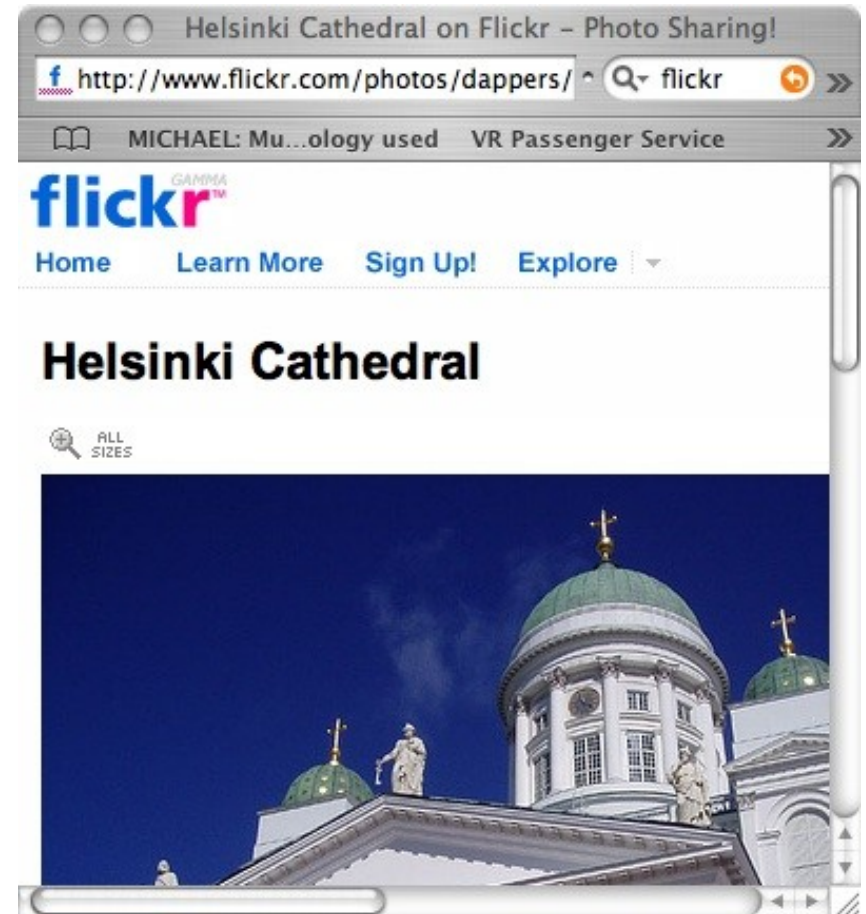 Helsinki Cathedral on Flickr – Photo Sharing!
f http://www.flickr.com/photos/dappers/ flickr
MICHAEL: Mu...ology used VR Passenger Service
flickr GAMMA TM
Home Learn More Sign Up! Explore
Helsinki Cathedral
ALL
SIZES